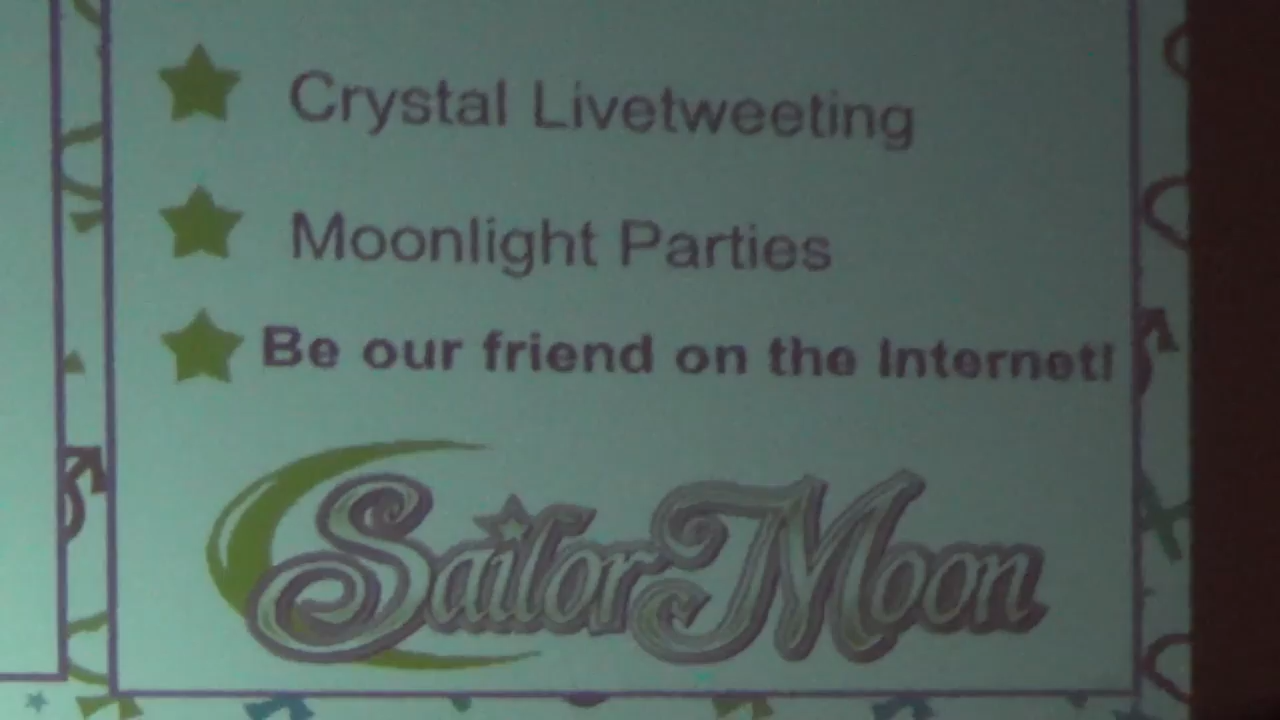 Crystal Livetweeting
Moonlight Parties
Be our friend on the Internet!
Sailor Moon